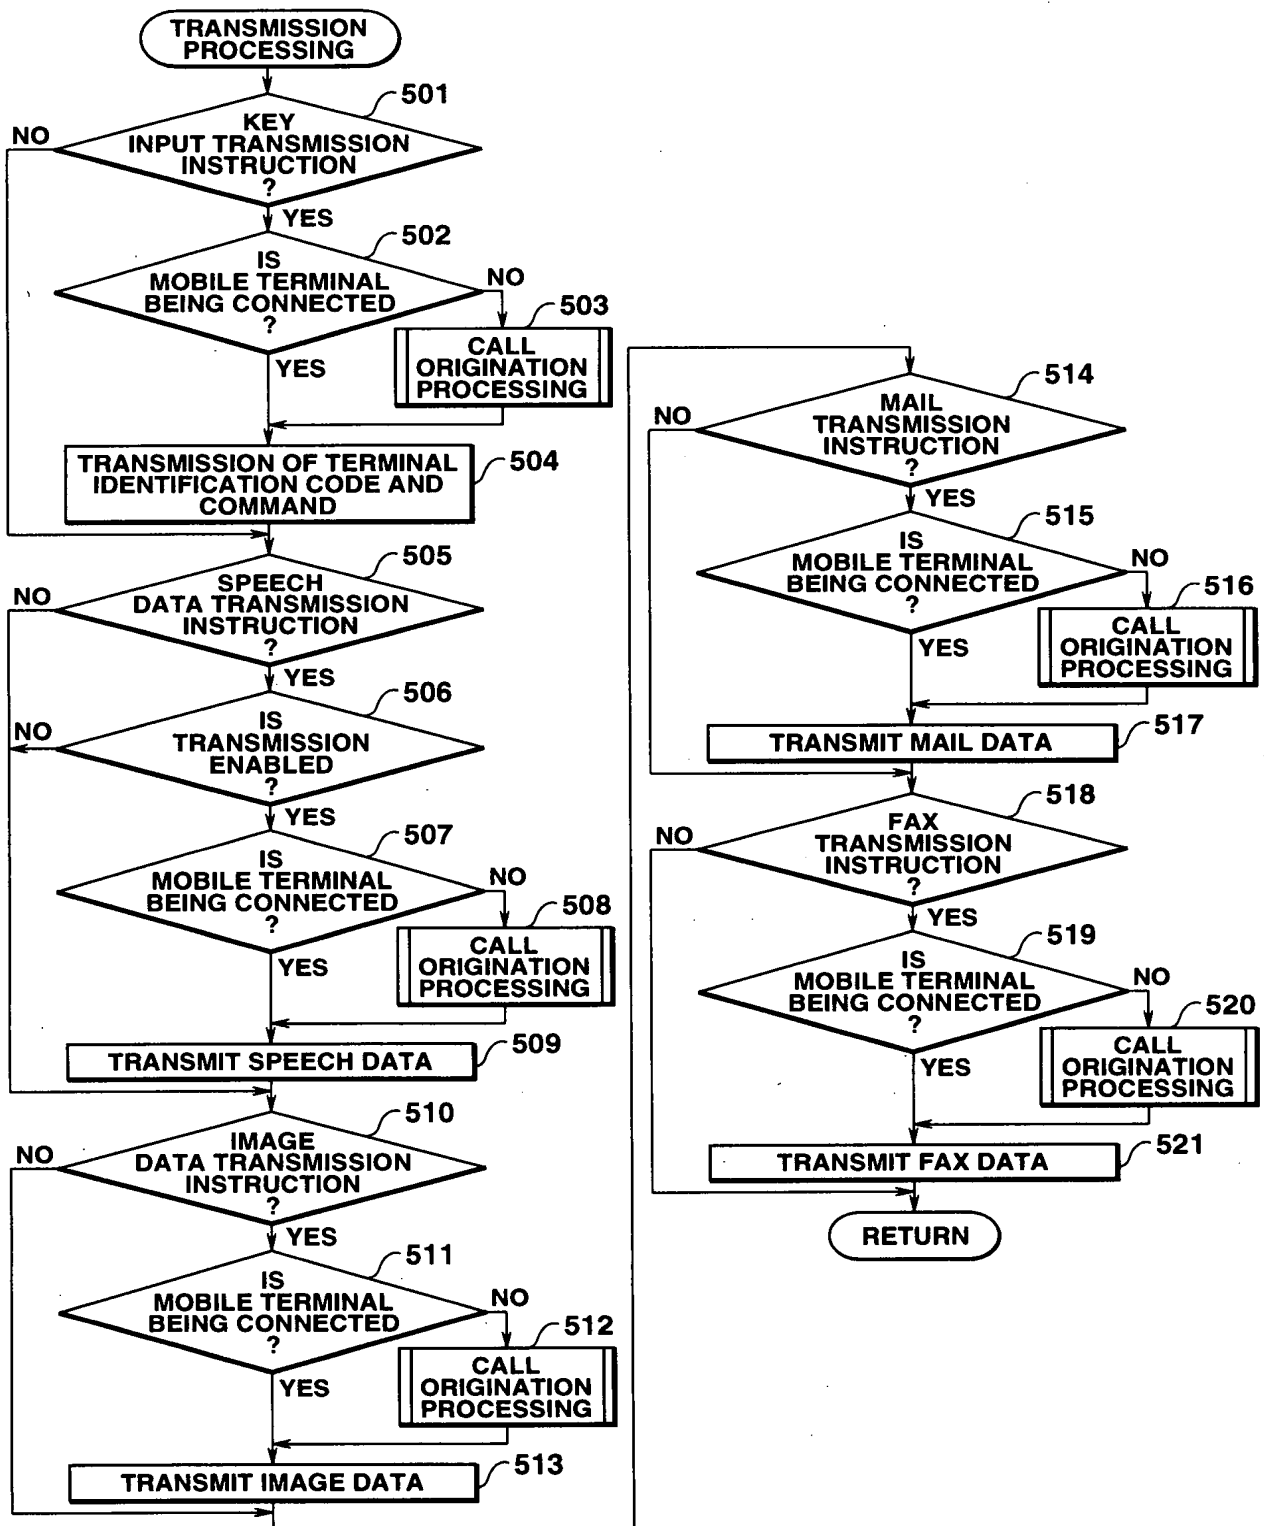 TRANSMISSION
PROCESSING
501
KEY
INPUT TRANSMISSION
INSTRUCTION
?
NO
YES
502
IS
MOBILE TERMINAL
BEING CONNECTED
?
NO
YES
503
CALL
ORIGINATION
PROCESSING
504
TRANSMISSION OF TERMINAL
IDENTIFICATION CODE AND
COMMAND
505
SPEECH
DATA TRANSMISSION
INSTRUCTION
?
NO
YES
506
IS
TRANSMISSION
ENABLED
?
NO
YES
507
IS
MOBILE TERMINAL
BEING CONNECTED
?
NO
YES
508
CALL
ORIGINATION
PROCESSING
509
TRANSMIT SPEECH DATA
510
IMAGE
DATA TRANSMISSION
INSTRUCTION
?
NO
YES
511
IS
MOBILE TERMINAL
BEING CONNECTED
?
NO
YES
512
CALL
ORIGINATION
PROCESSING
513
TRANSMIT IMAGE DATA
514
MAIL
TRANSMISSION
INSTRUCTION
?
NO
YES
515
IS
MOBILE TERMINAL
BEING CONNECTED
?
NO
YES
516
CALL
ORIGINATION
PROCESSING
517
TRANSMIT MAIL DATA
518
FAX
TRANSMISSION
INSTRUCTION
?
NO
YES
519
IS
MOBILE TERMINAL
BEING CONNECTED
?
NO
YES
520
CALL
ORIGINATION
PROCESSING
521
TRANSMIT FAX DATA
RETURN